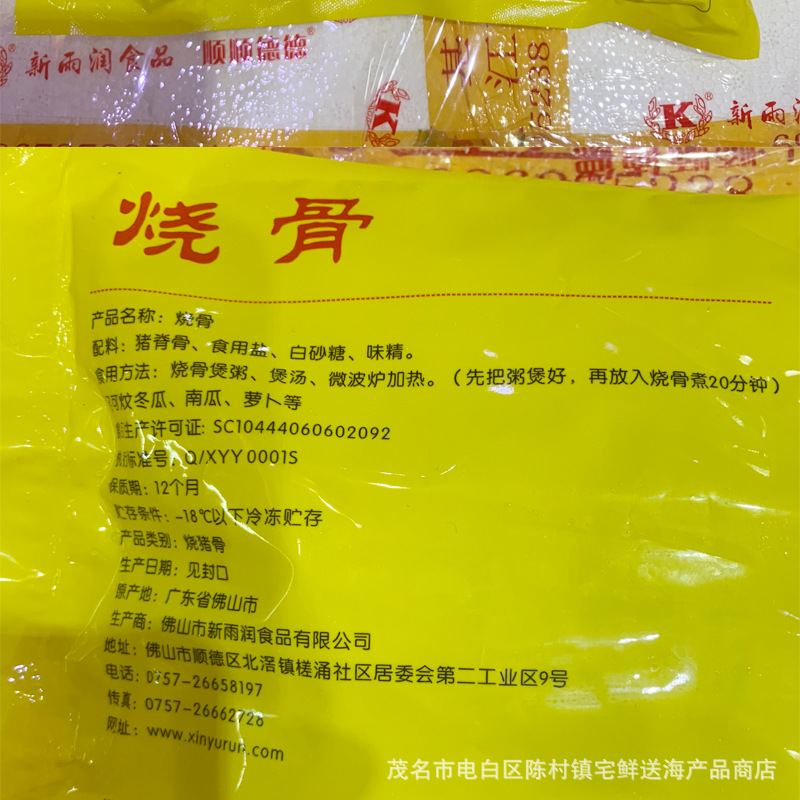 新雨润食品 顺顺德德
基
江
5238
K 新雨润
烧骨
产品名称：烧骨
配料：猪脊骨、食用盐、白砂糖、味精。
食用方法：烧骨煲粥、煲汤、微波炉加热。（先把粥煲好，再放入烧骨煮20分钟）
冬瓜、南瓜、萝卜等
生产许可证：SC10444060602092
标准号：Q/XYY 0001S
保质期：12个月
贮存条件：-18℃以下冷冻贮存
产品类别：烧猪骨
生产日期：见封口
原产地：广东省佛山市
生产商：佛山市新雨润食品有限公司
地址：佛山市顺德区北滘镇槎涌社区居委会第二工业区9号
电话：0757-26658197
传真：0757-26662728
网址：www.xinyurun.com
茂名市电白区陈村镇宅鲜送海产品商店